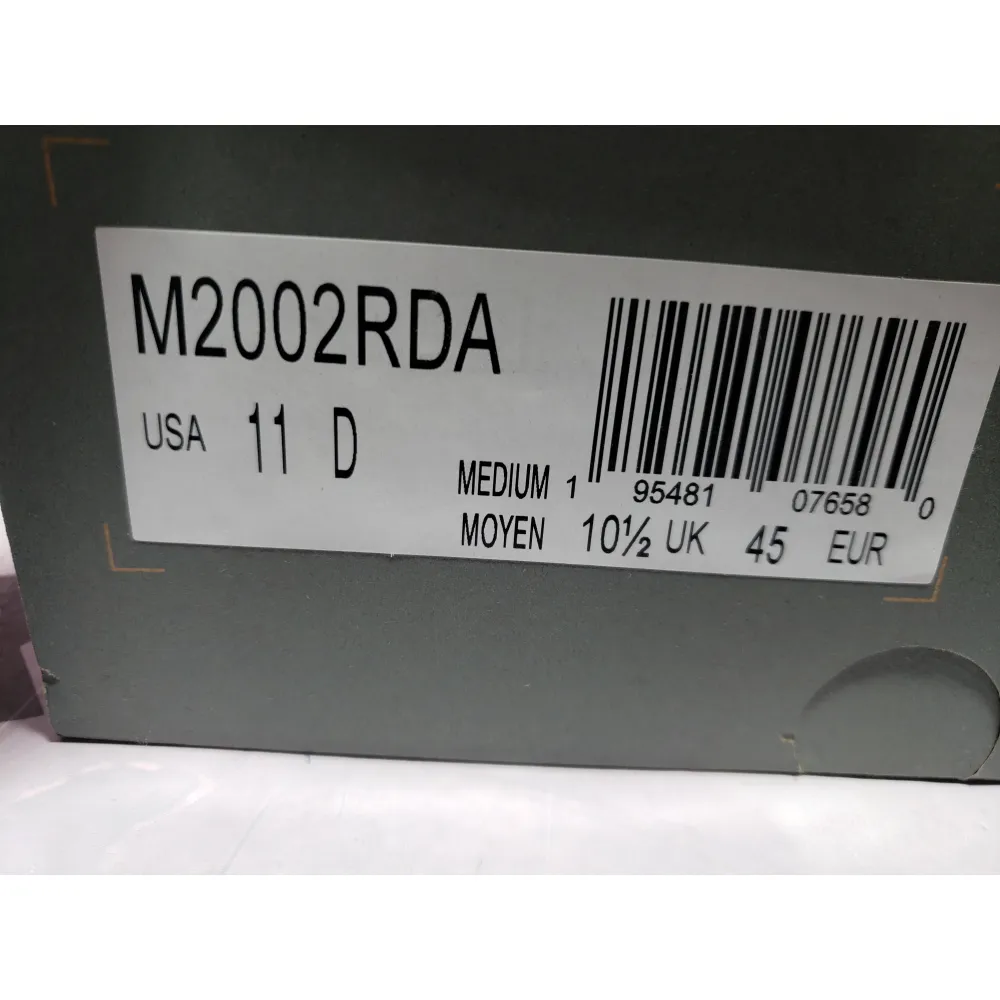 M2002RDA
USA 11 D
MEDIUM 1 95481 07658 0
MOYEN 10½ UK 45 EUR